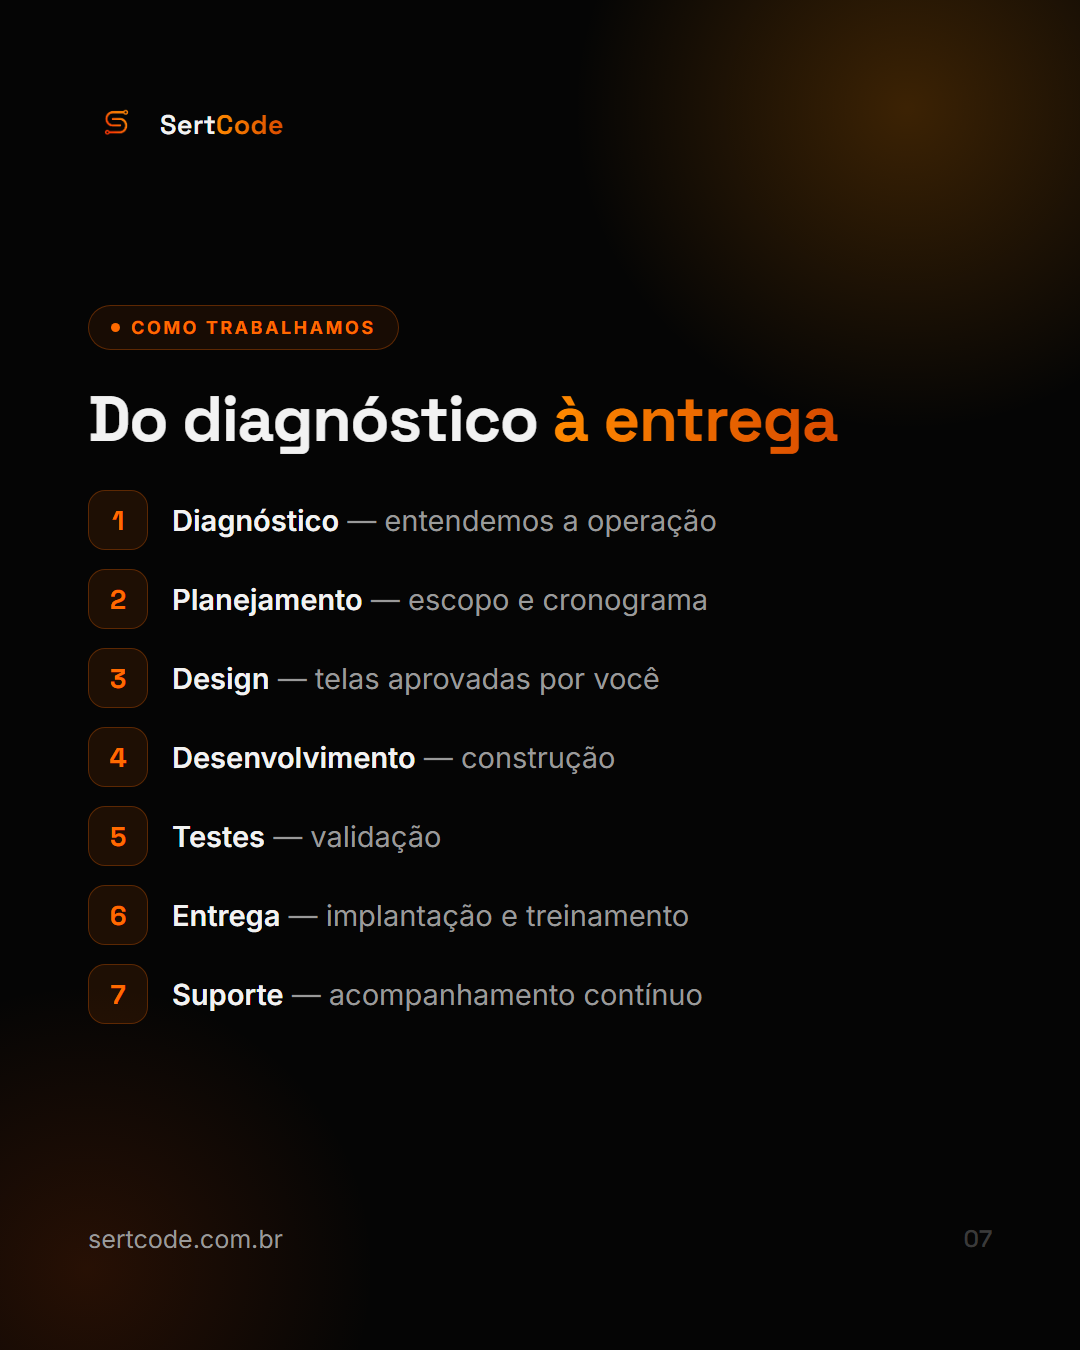 SertCode
COMO TRABALHAMOS
Do diagnóstico à entrega
1 Diagnóstico — entendemos a operação
2 Planejamento — escopo e cronograma
3 Design — telas aprovadas por você
4 Desenvolvimento — construção
5 Testes — validação
6 Entrega — implantação e treinamento
7 Suporte — acompanhamento contínuo
sertcode.com.br
07